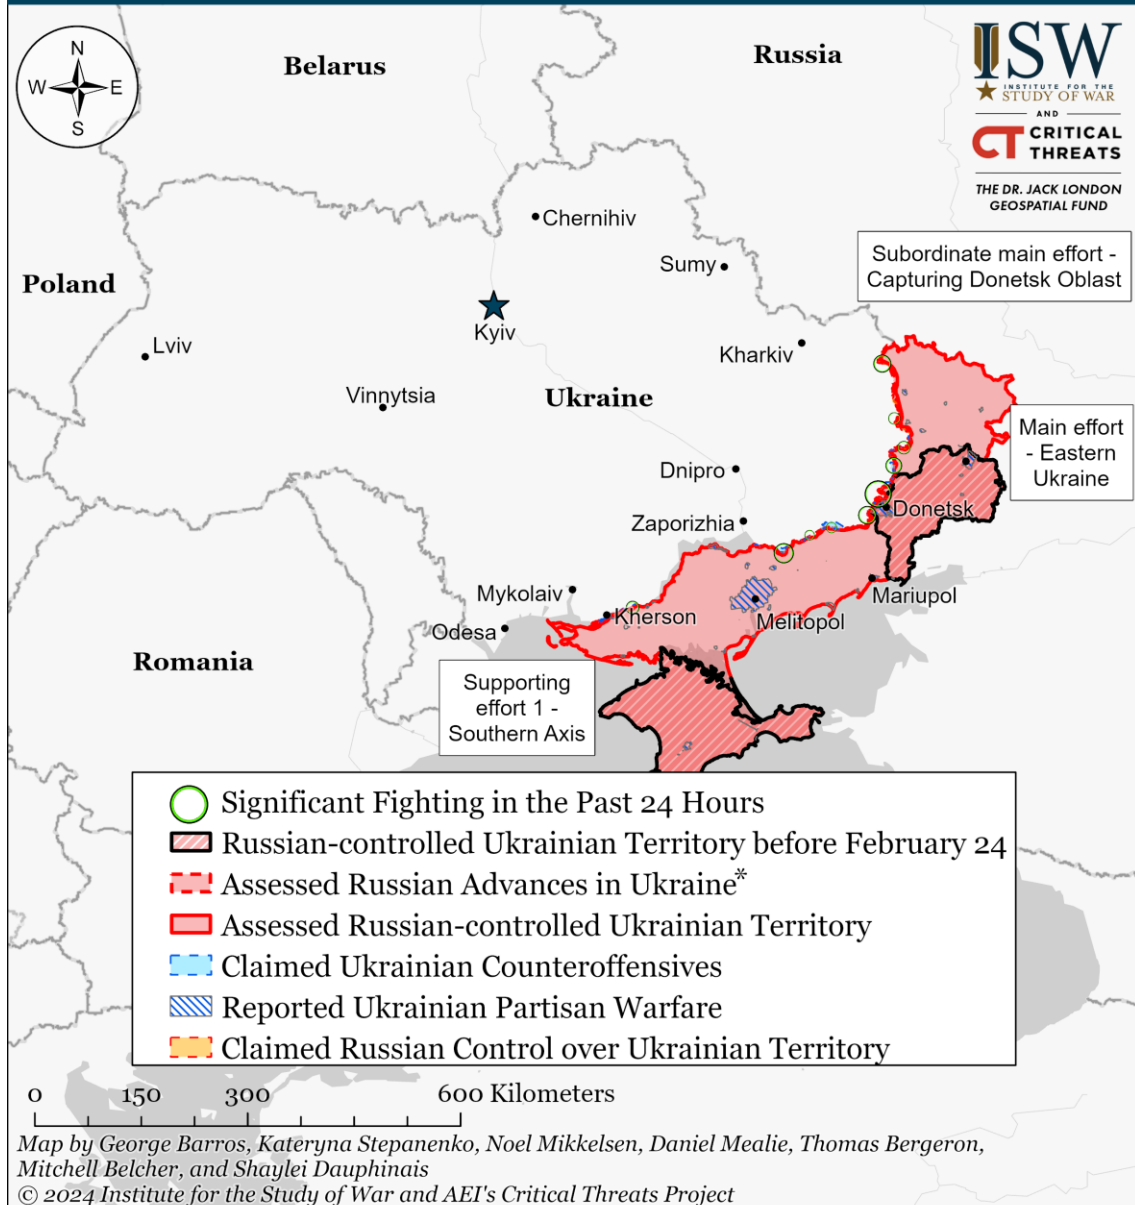 N
W E
S
Belarus
Russia
ISW
INSTITUTE FOR THE
STUDY OF WAR
AND
CT CRITICAL
THREATS
THE DR. JACK LONDON
GEOSPATIAL FUND
Chernihiv
Sumy
Subordinate main effort -
Capturing Donetsk Oblast
Poland
Kyiv
Lviv
Kharkiv
Vinnytsia
Ukraine
Main effort
- Eastern
Ukraine
Dnipro
Donetsk
Zaporizhia
Mykolaiv
Mariupol
Kherson
Melitopol
Odesa
Romania
Supporting
effort 1 -
Southern Axis
Significant Fighting in the Past 24 Hours
Russian-controlled Ukrainian Territory before February 24
Assessed Russian Advances in Ukraine*
Assessed Russian-controlled Ukrainian Territory
Claimed Ukrainian Counteroffensives
Reported Ukrainian Partisan Warfare
Claimed Russian Control over Ukrainian Territory
0 150 300 600 Kilometers
Map by George Barros, Kateryna Stepanenko, Noel Mikkelsen, Daniel Mealie, Thomas Bergeron,
Mitchell Belcher, and Shaylei Dauphinais
© 2024 Institute for the Study of War and AEI's Critical Threats Project